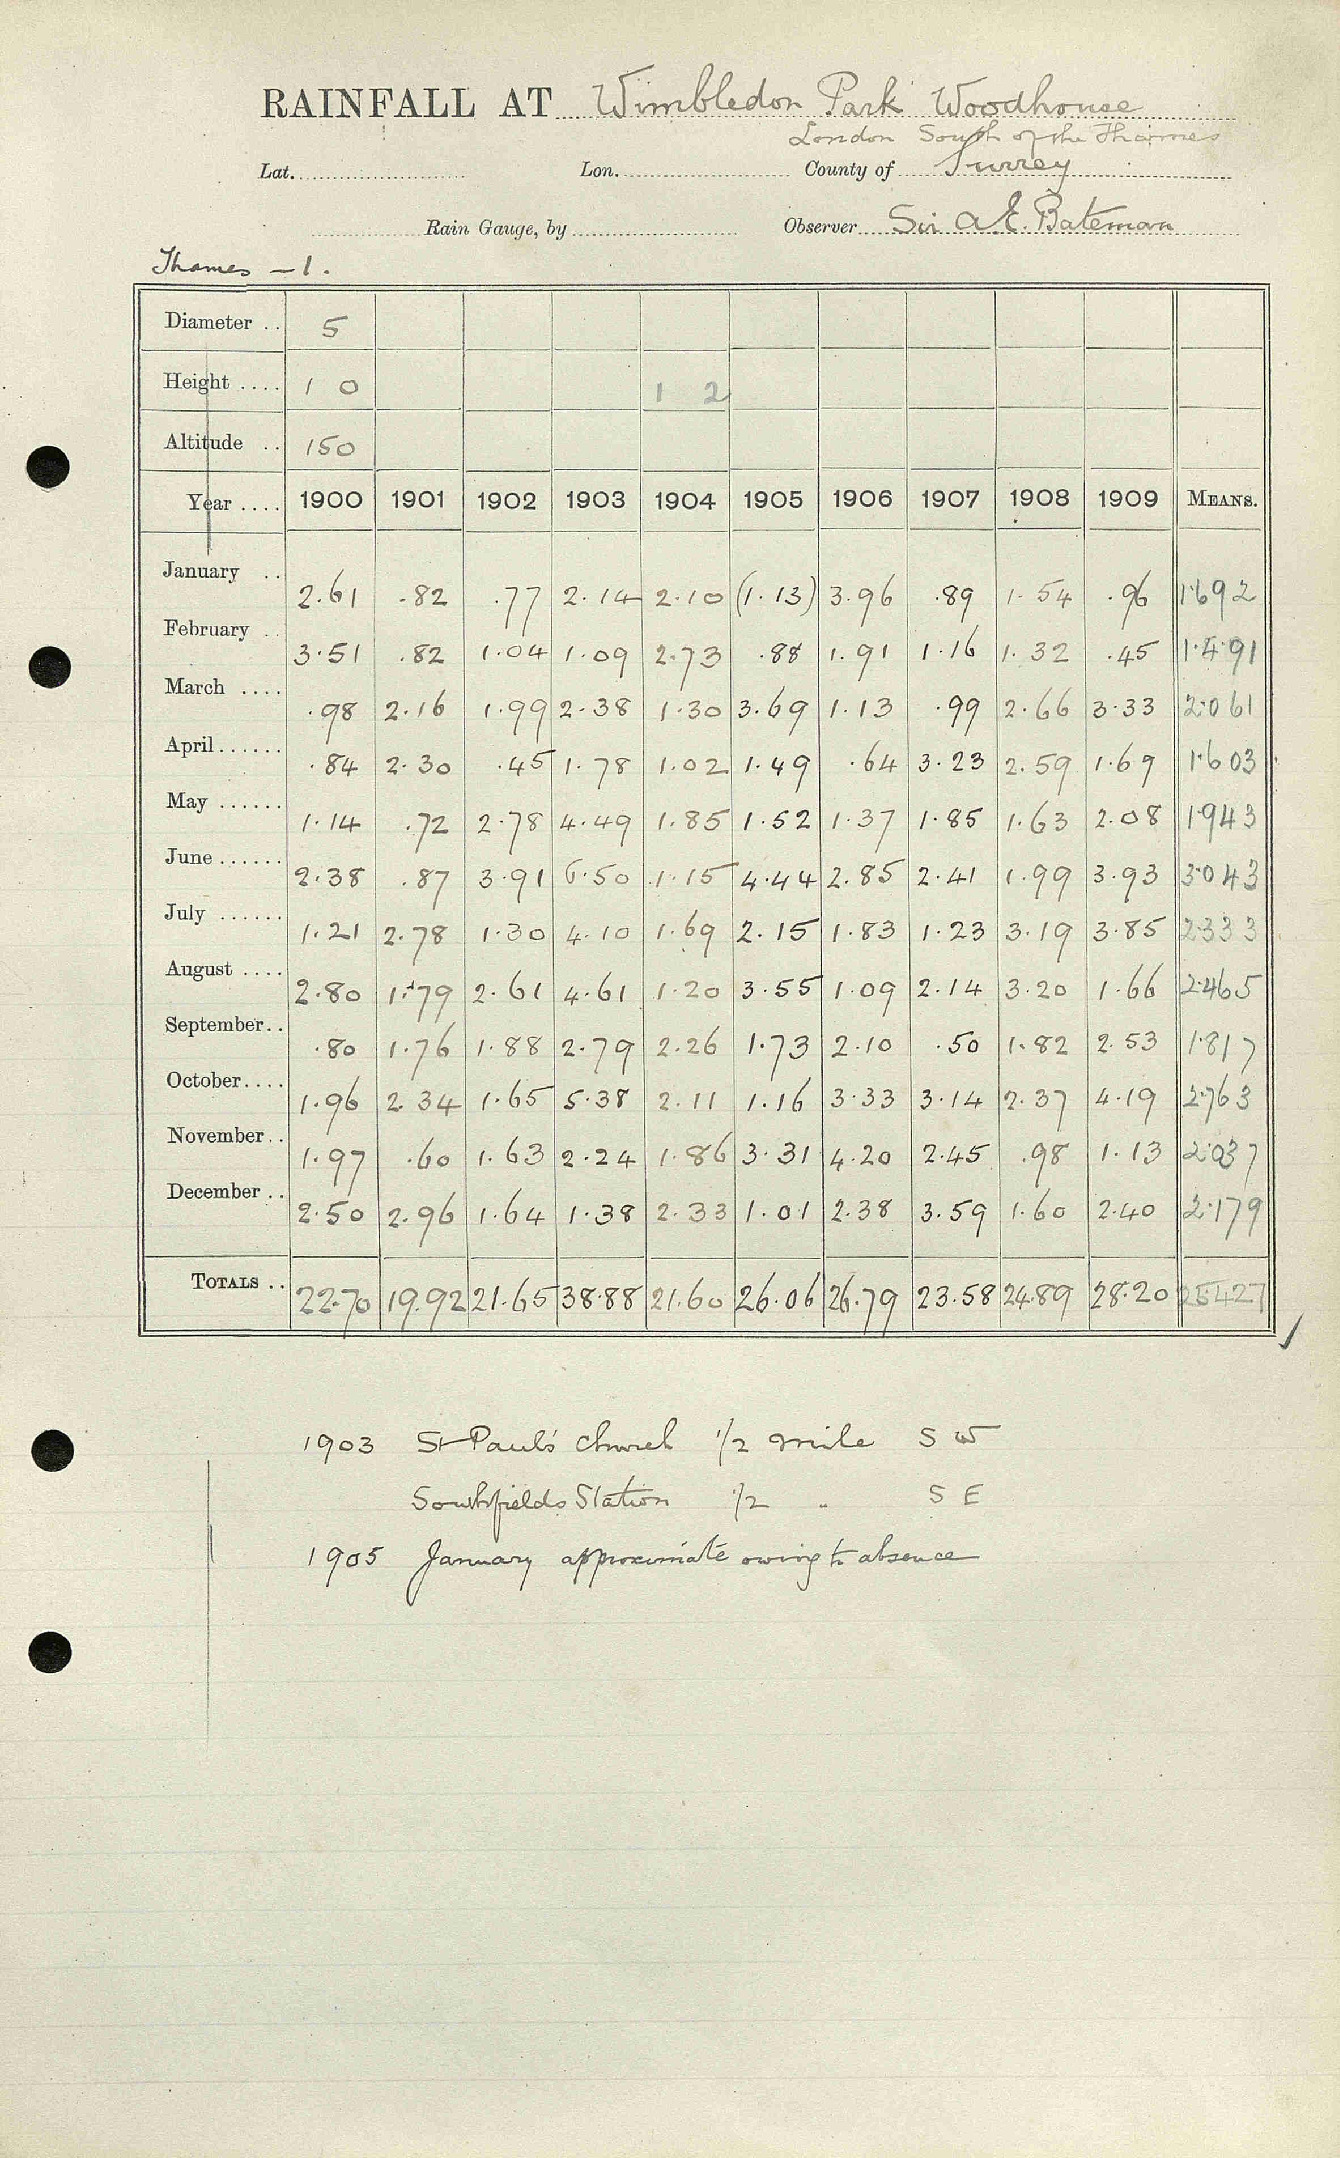 RAINFALL AT Wimbledon Park Woodhouse
London South of the Thames
Lat. Lon. County of Surrey
Rain Gauge, by Observer Sir A E. Bateman
Thames - 1.
Diameter .. 5
Height .... 1 0 1 2
Altitude .. 150
Year .... 1900 1901 1902 1903 1904 1905 1906 1907 1908 1909 MEANS.
January .. 2.61 .82 .77 2.14 2.10 (1.13) 3.96 .89 1.54 .96 1.692
February .. 3.51 .82 1.04 1.09 2.73 .88 1.91 1.16 1.32 .45 1.491
March .... .98 2.16 1.99 2.38 1.30 3.69 1.13 .99 2.66 3.33 2.061
April ...... .84 2.30 .45 1.78 1.02 1.49 .64 3.23 2.59 1.69 1.603
May ...... 1.14 .72 2.78 4.49 1.85 1.52 1.37 1.85 1.63 2.08 1.943
June ...... 2.38 .87 3.91 6.50 1.15 4.44 2.85 2.41 1.99 3.93 3.043
July ...... 1.21 2.78 1.30 4.10 1.69 2.15 1.83 1.23 3.19 3.85 2.333
August .... 2.80 1.79 2.61 4.61 1.20 3.55 1.09 2.14 3.20 1.66 2.465
September.. .80 1.76 1.88 2.79 2.26 1.73 2.10 .50 1.82 2.53 1.817
October.... 1.96 2.34 1.65 5.38 2.11 1.16 3.33 3.14 2.37 4.19 2.763
November.. 1.97 .60 1.63 2.24 1.86 3.31 4.20 2.45 .98 1.13 2.037
December .. 2.50 2.96 1.64 1.38 2.33 1.01 2.38 3.59 1.60 2.40 2.179
TOTALS .. 22.70 19.92 21.65 38.88 21.60 26.06 26.79 23.58 24.89 28.20 25.427
1903 St Paul's Church 1/2 mile S W
Southfields Station 1/2 " S E
1905 January approximate owing to absence